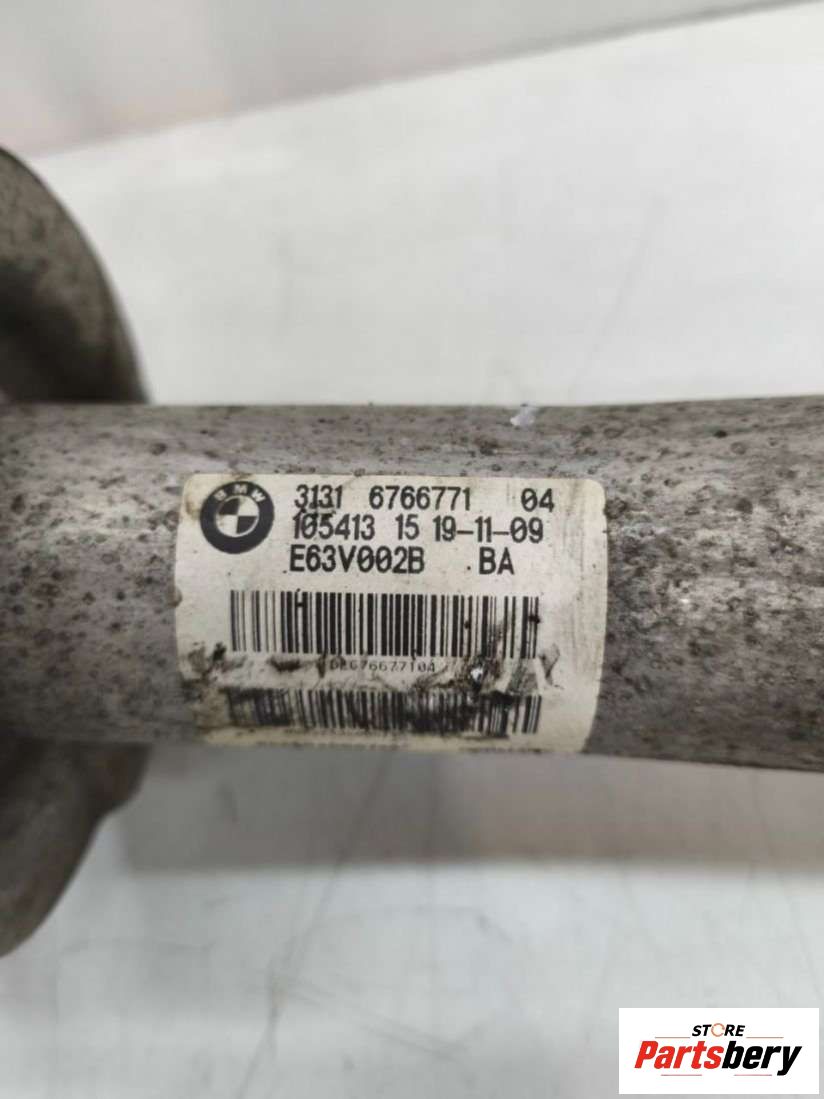 BMW
3131 6766771 04
105413 15 19-11-09
E63V002B BA
STORE
Partsbery